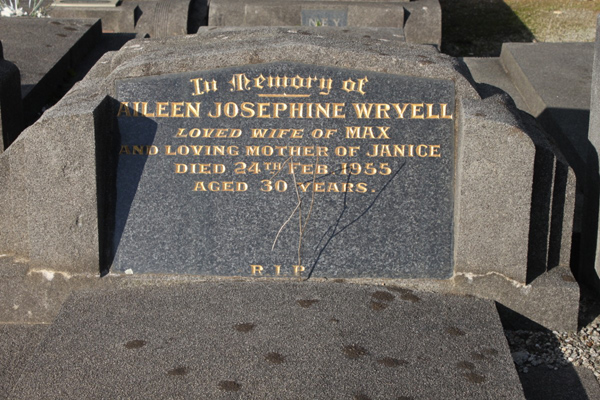 NEY
In Memory of
AILEEN JOSEPHINE WRYELL
LOVED WIFE OF MAX
AND LOVING MOTHER OF JANICE
DIED 24TH FEB 1955
AGED 30 YEARS.
R I P